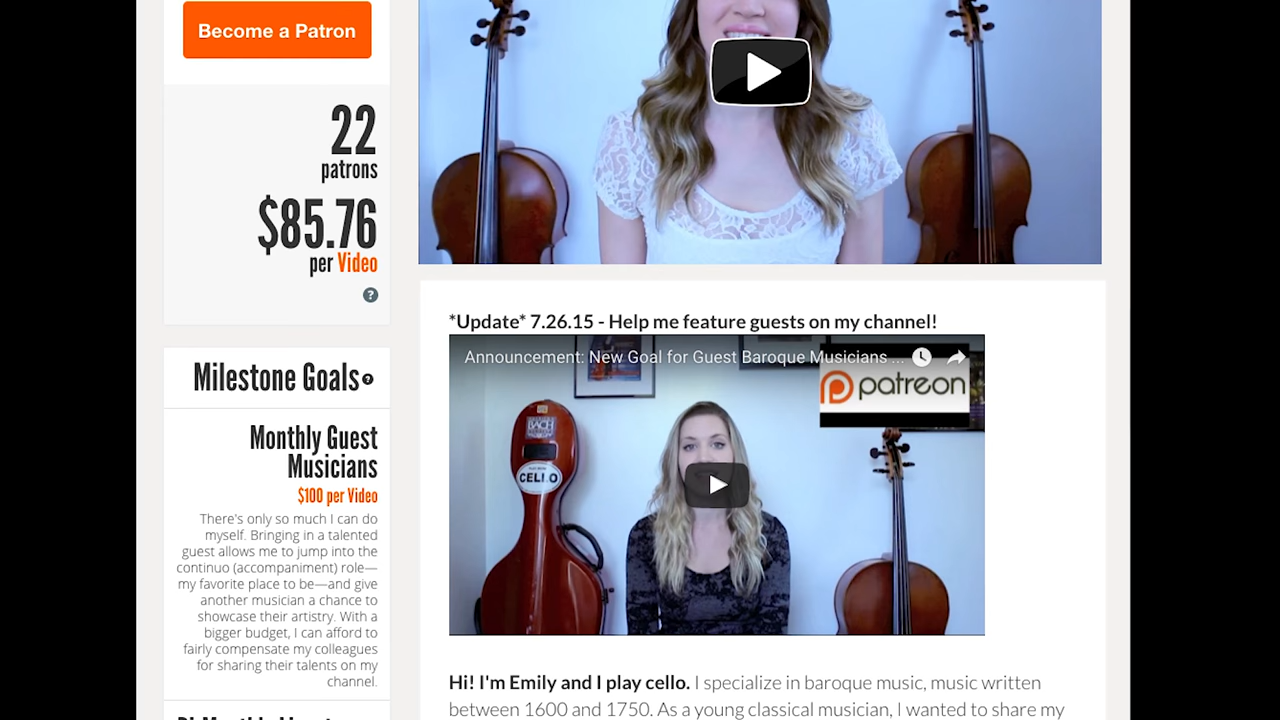 Become a Patron
22
patrons
$85.76
per Video
?
Milestone Goals?
Monthly Guest
Musicians
$100 per Video
There's only so much I can do
myself. Bringing in a talented
guest allows me to jump into the
continuo (accompaniment) role—
my favorite place to be—and give
another musician a chance to
showcase their artistry. With a
bigger budget, I can afford to
fairly compensate my colleagues
for sharing their talents on my
channel.
*Update* 7.26.15 - Help me feature guests on my channel!
Announcement: New Goal for Guest Baroque Musicians ...
patreon
BACH
CELLO
Hi! I'm Emily and I play cello. I specialize in baroque music, music written
between 1600 and 1750. As a young classical musician, I wanted to share my